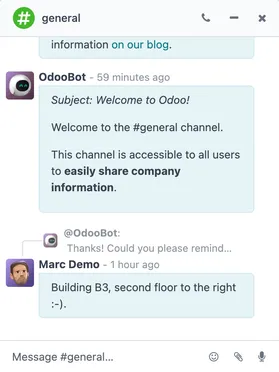 general
information on our blog.
OdooBot - 59 minutes ago
Subject: Welcome to Odoo!
Welcome to the #general channel.
This channel is accessible to all users
to easily share company
information.
@OdooBot:
Thanks! Could you please remind...
Marc Demo - 1 hour ago
Building B3, second floor to the right
:-).
Message #general...